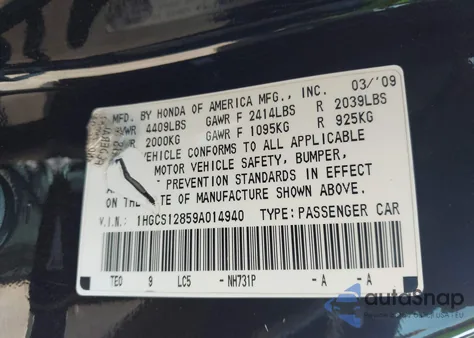 MFD. BY HONDA OF AMERICA MFG., INC. 03/'09
GVWR 4409LBS GAWR F 2414LBS R 2039LBS
2000KG GAWR F 1095KG R 925KG
VEHICLE CONFORMS TO ALL APPLICABLE
MOTOR VEHICLE SAFETY, BUMPER,
PREVENTION STANDARDS IN EFFECT
ON THE DATE OF MANUFACTURE SHOWN ABOVE.
V.I.N.: 1HGCS12859A014940 TYPE: PASSENGER CAR
TEO 9 LC5 - NH731P - A - A
autoSnap